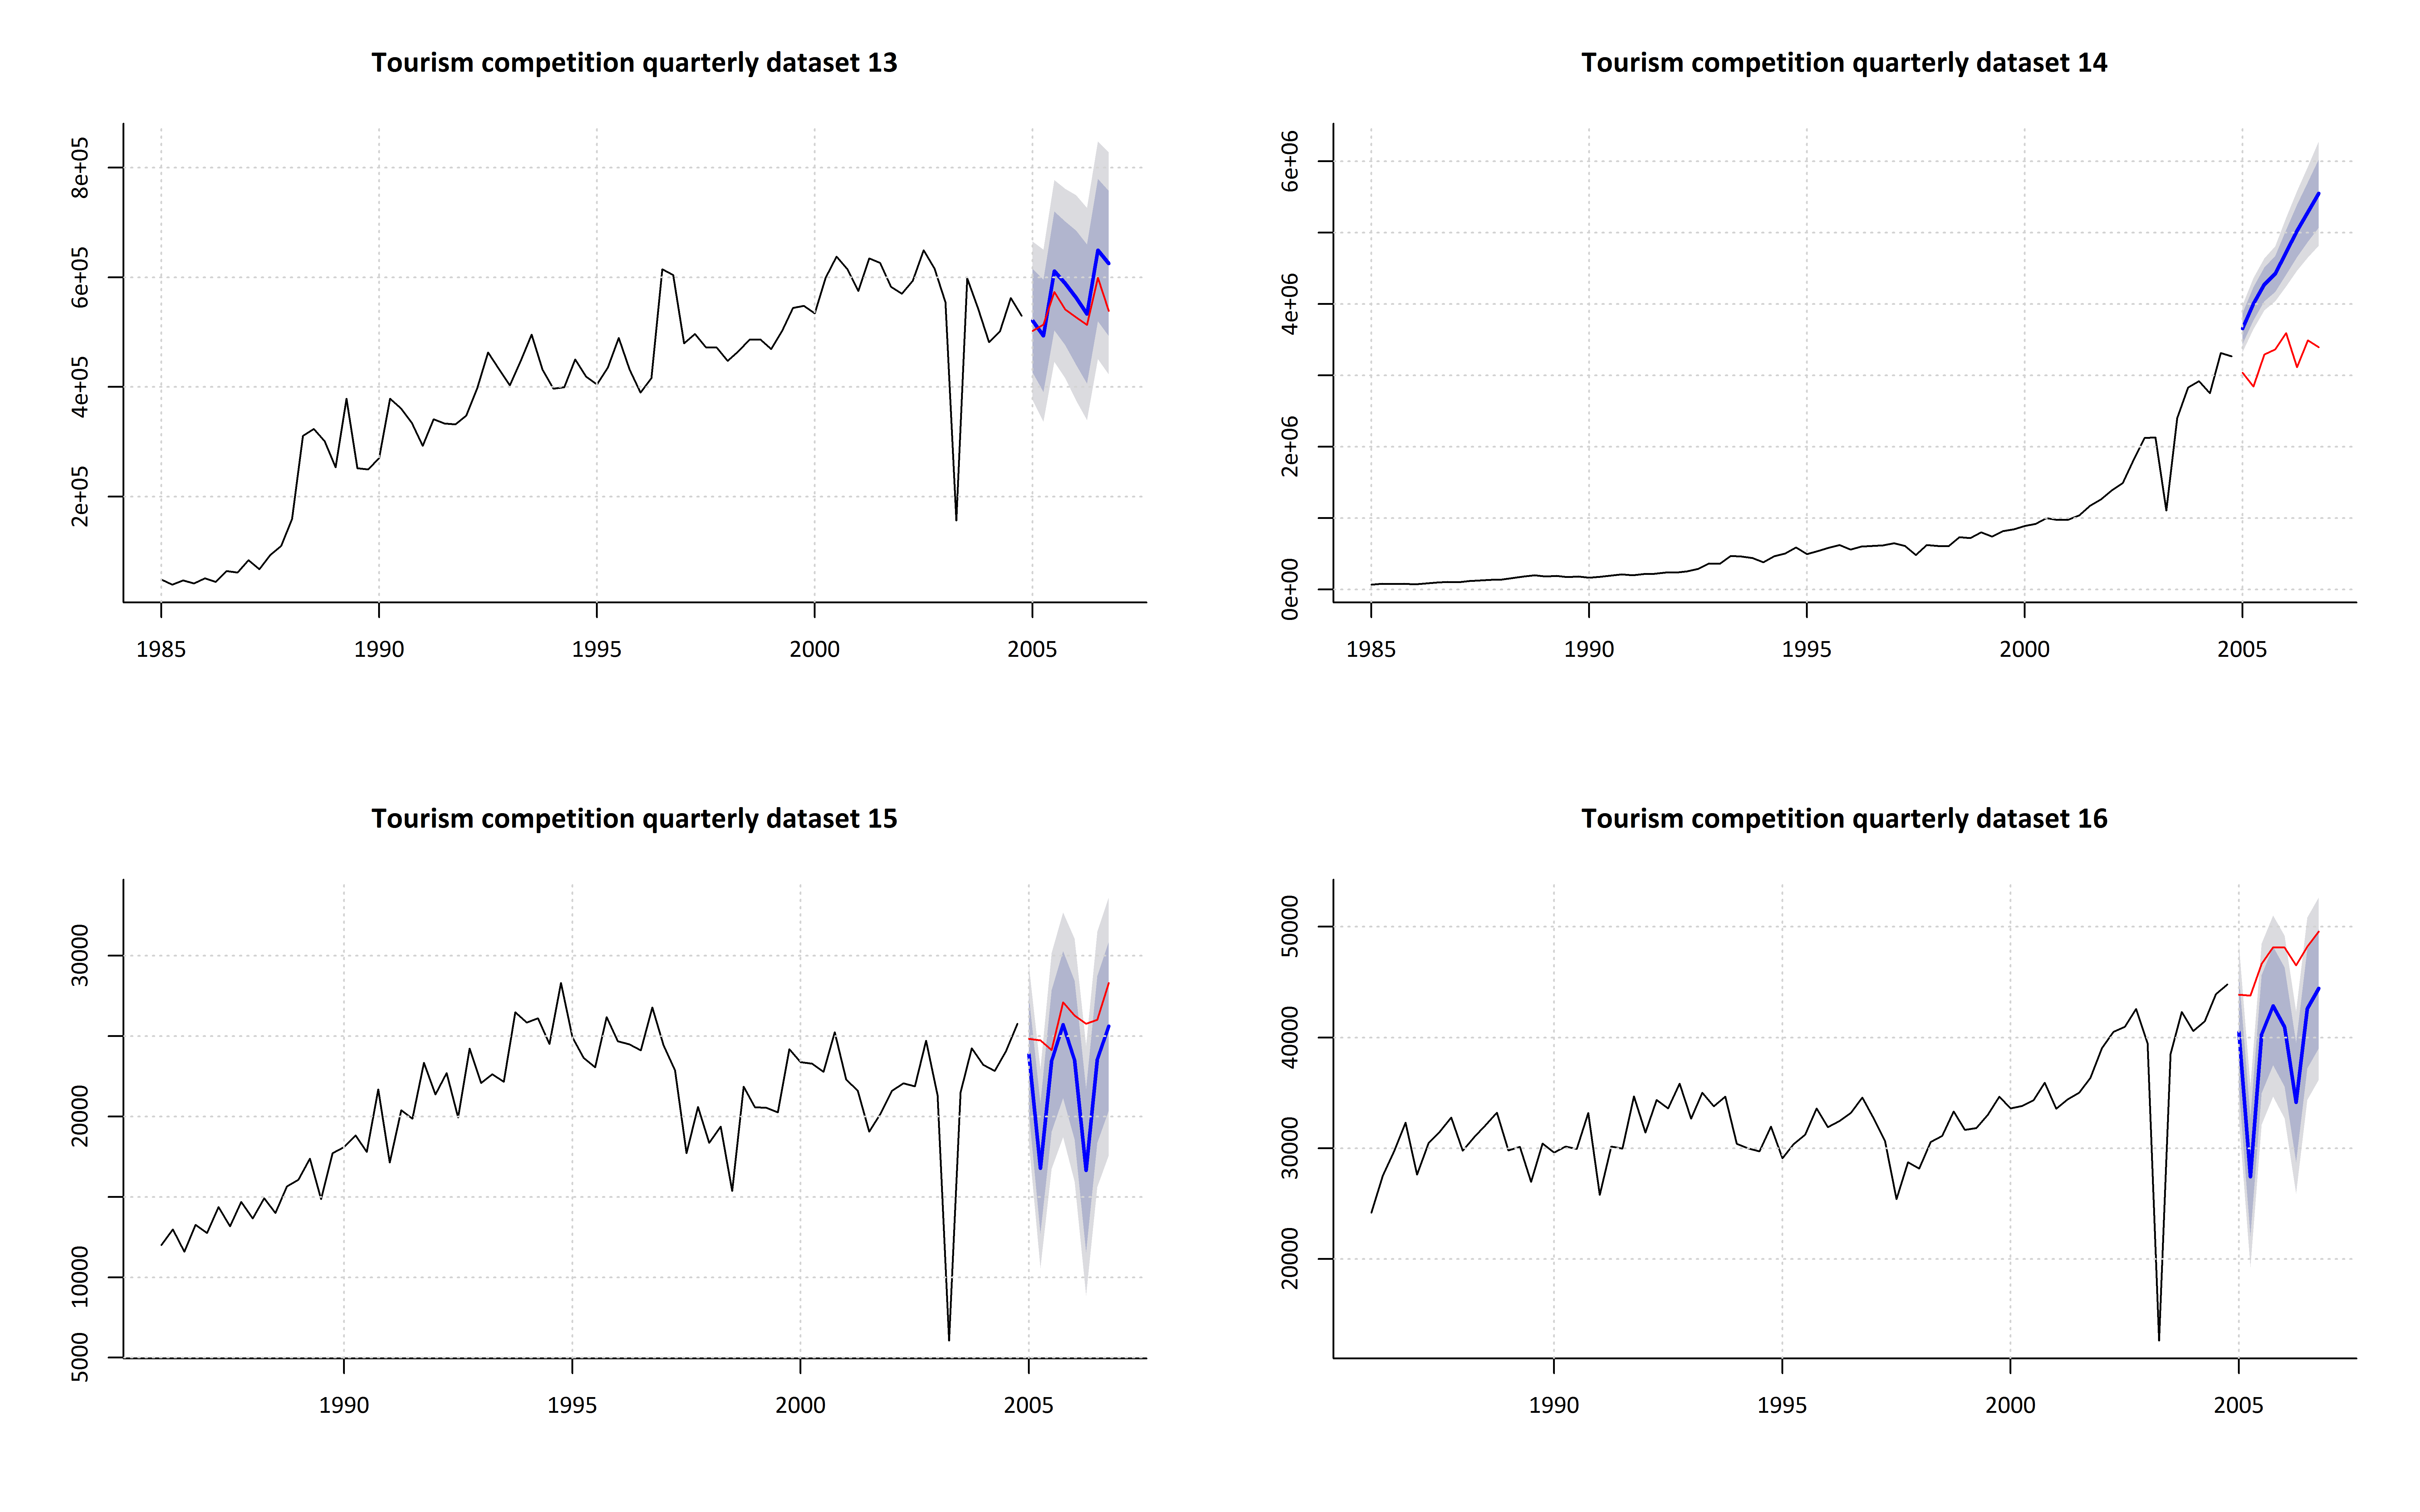 Tourism competition quarterly dataset 13
8e+05
6e+05
4e+05
2e+05
1985 1990 1995 2000 2005
Tourism competition quarterly dataset 14
6e+06
4e+06
2e+06
0e+00
1985 1990 1995 2000 2005
Tourism competition quarterly dataset 15
30000
20000
10000
5000
1990 1995 2000 2005
Tourism competition quarterly dataset 16
50000
40000
30000
20000
1990 1995 2000 2005